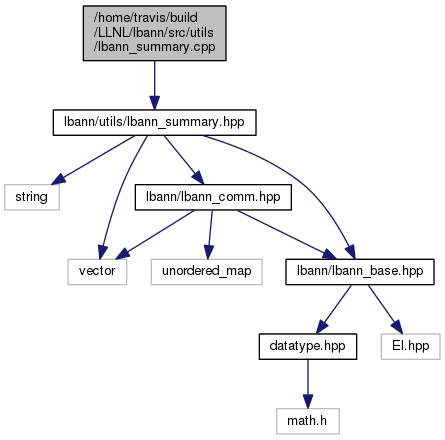 /home/travis/build
/LLNL/lbann/src/utils
/lbann_summary.cpp
lbann/utils/lbann_summary.hpp
string
lbann/lbann_comm.hpp
vector
unordered_map
lbann/lbann_base.hpp
datatype.hpp
El.hpp
math.h